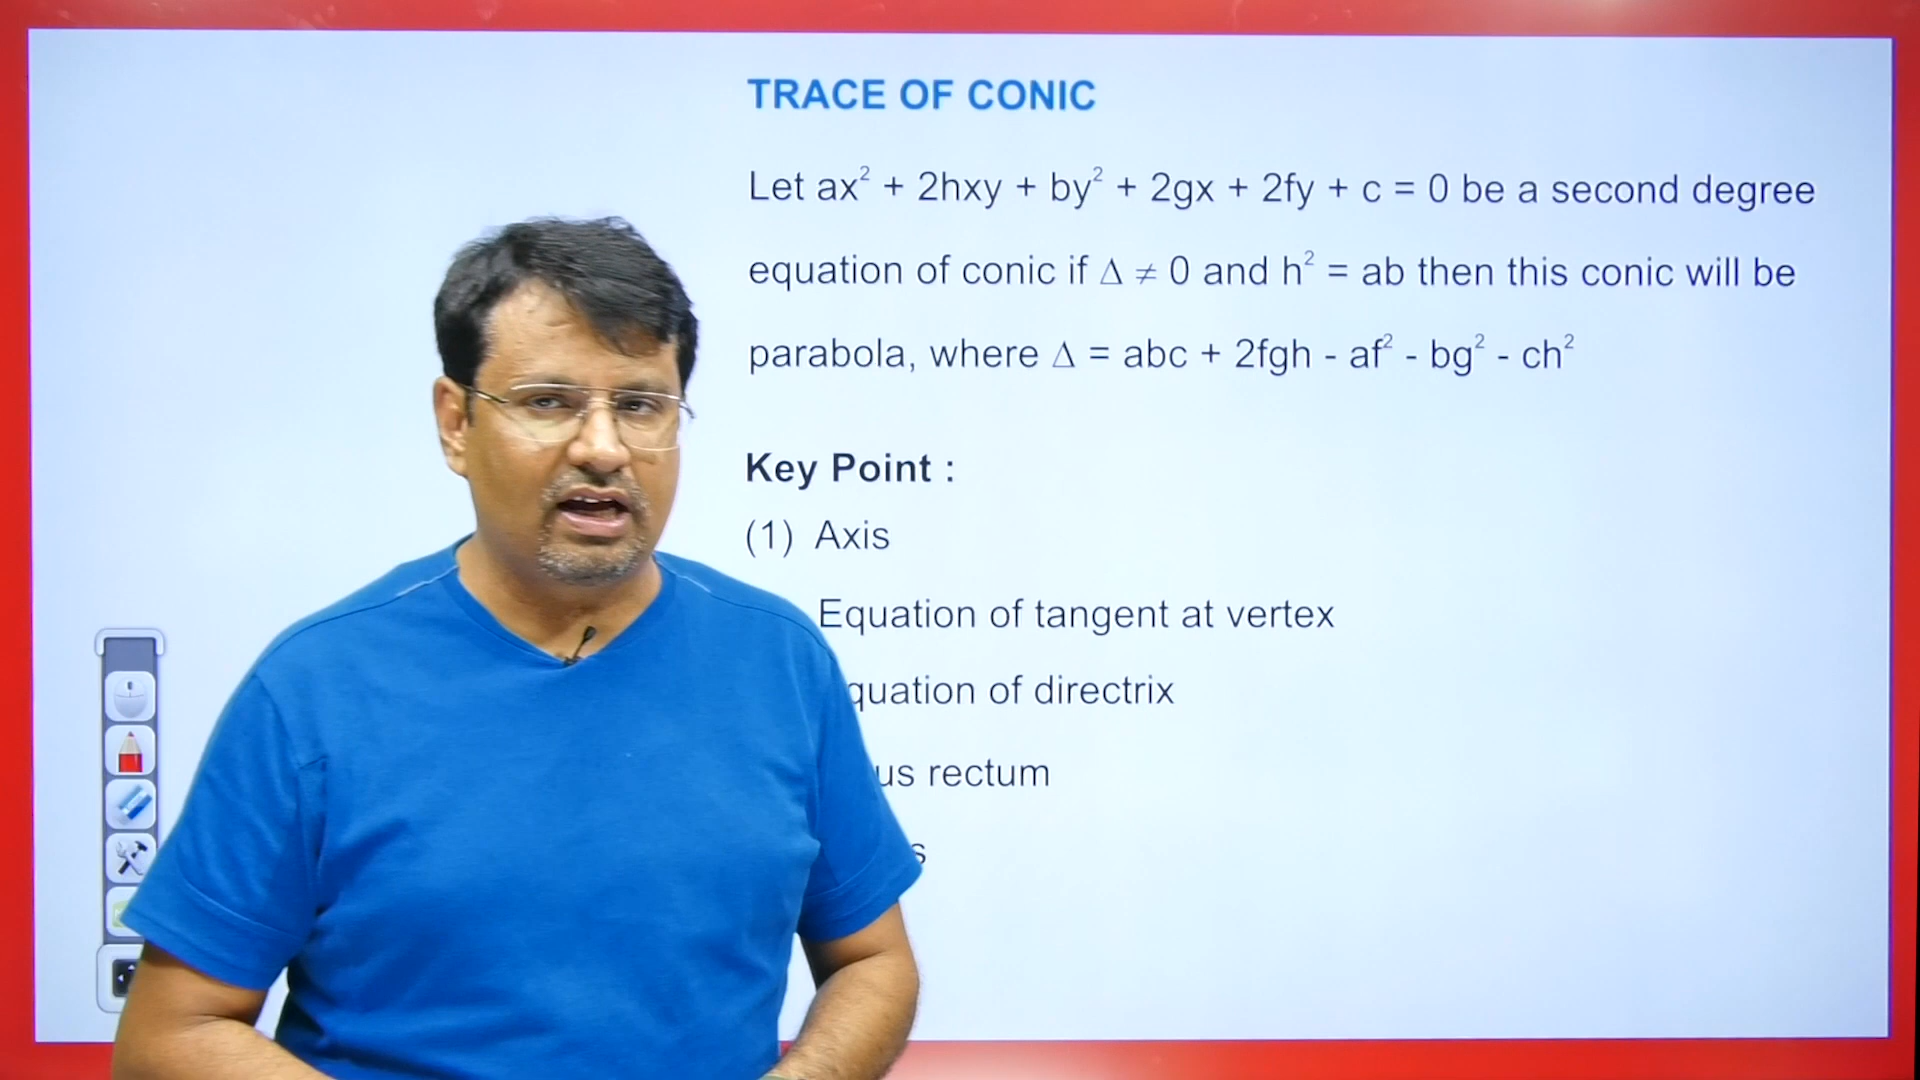 TRACE OF CONIC
Let ax² + 2hxy + by² + 2gx + 2fy + c = 0 be a second degree
equation of conic if Δ ≠ 0 and h² = ab then this conic will be
parabola, where Δ = abc + 2fgh - af² - bg² - ch²
Key Point :
(1) Axis
Equation of tangent at vertex
quation of directrix
us rectum
s